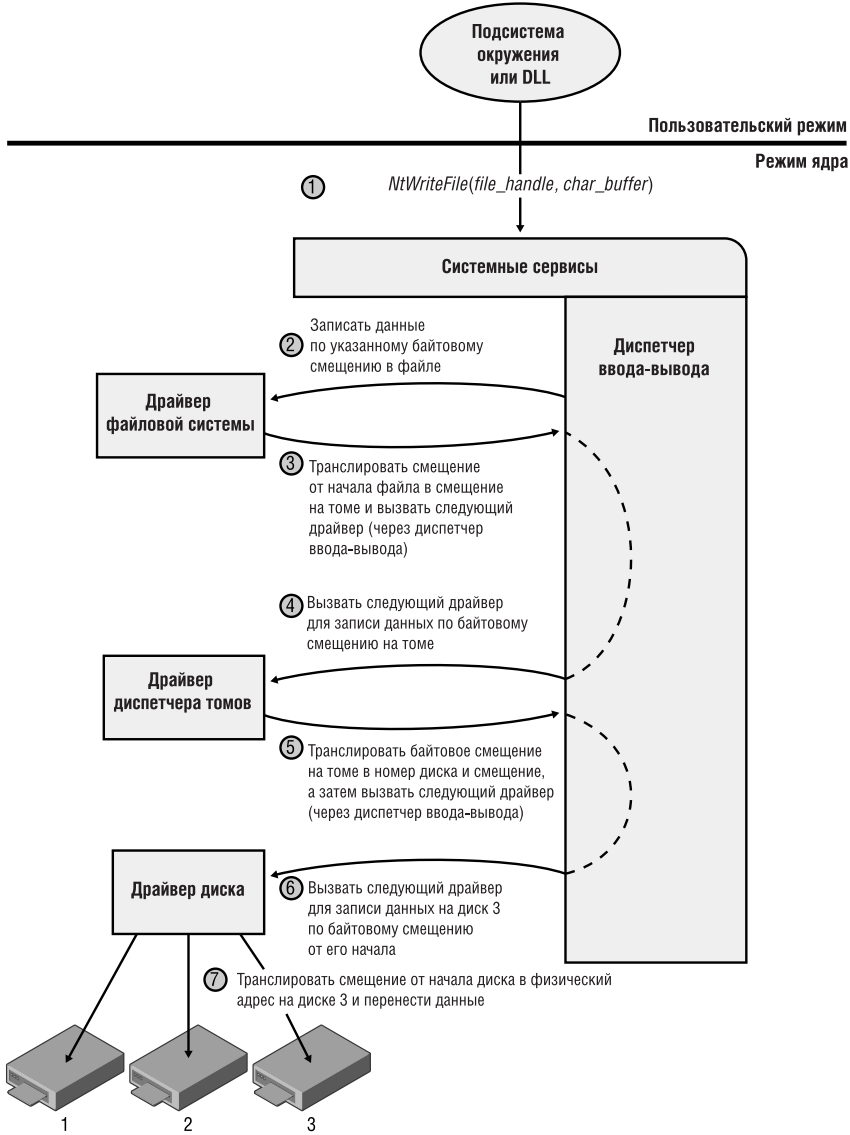 Подсистема
окружения
или DLL
Пользовательский режим
Режим ядра
1
NtWriteFile(file_handle, char_buffer)
Системные сервисы
Диспетчер
ввода-вывода
2 Записать данные
по указанному байтовому
смещению в файле
Драйвер
файловой системы
3 Транслировать смещение
от начала файла в смещение
на томе и вызвать следующий
драйвер (через диспетчер
ввода-вывода)
4 Вызвать следующий драйвер
для записи данных по байтовому
смещению на томе
Драйвер
диспетчера томов
5 Транслировать байтовое смещение
на томе в номер диска и смещение,
а затем вызвать следующий драйвер
(через диспетчер ввода-вывода)
Драйвер диска
6 Вызвать следующий драйвер
для записи данных на диск 3
по байтовому смещению
от его начала
7 Транслировать смещение от начала диска в физический
адрес на диске 3 и перенести данные
1
2
3